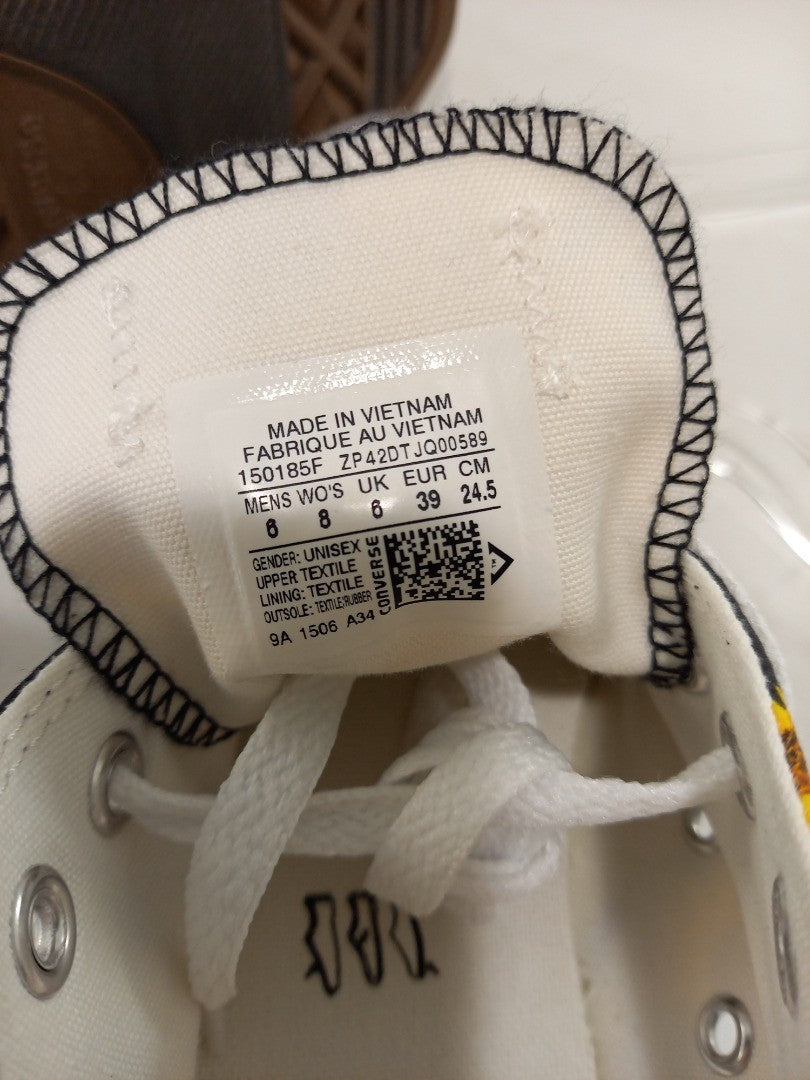 MADE IN VIETNAM
FABRIQUE AU VIETNAM
150185F ZP42DTJQ00589
MENS WO'S UK EUR CM
6 8 6 39 24.5
GENDER: UNISEX
UPPER TEXTILE
LINING: TEXTILE
OUTSOLE: TEXTILE/RUBBER
9A 1506 A34
CONVERSE
TM